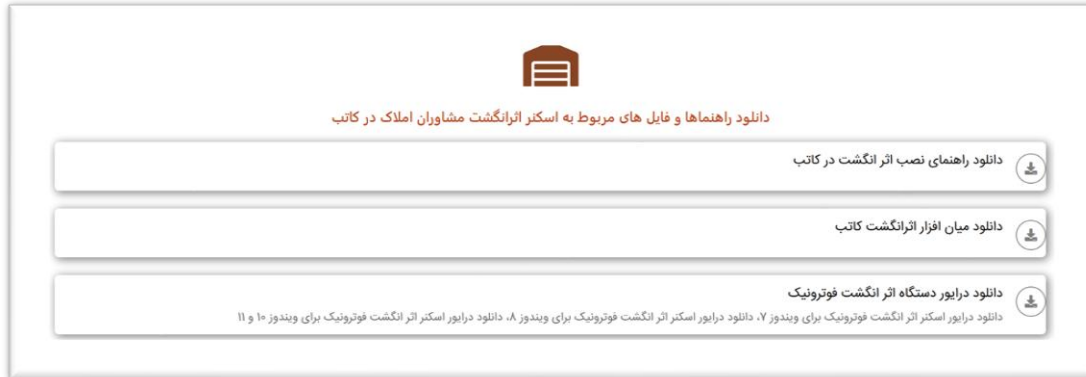 دانلود راهنماها و فایل های مربوط به اسکنر اثرانگشت مشاوران املاک در کاتب
دانلود راهنمای نصب اثر انگشت در کاتب
دانلود میان افزار اثرانگشت کاتب
دانلود درایور دستگاه اثر انگشت فوترونیک
دانلود درایور اسکنر اثر انگشت فوترونیک برای ویندوز ۷، دانلود درایور اسکنر اثر انگشت فوترونیک برای ویندوز ۸، دانلود درایور اسکنر اثر انگشت فوترونیک برای ویندوز ۱۰ و ۱۱